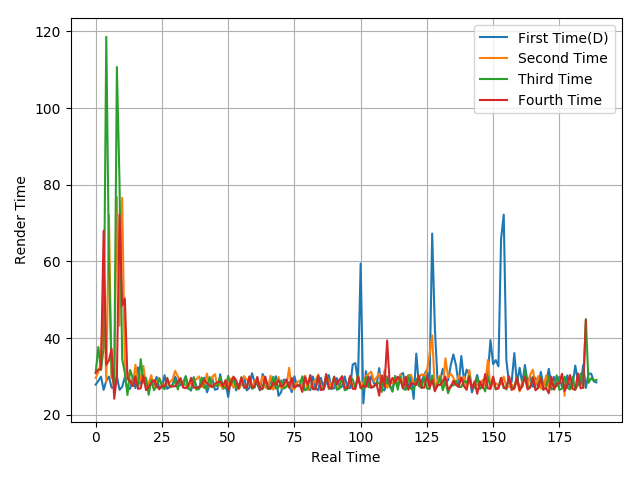 First Time(D)
Second Time
Third Time
Fourth Time
120
100
80
60
40
20
Render Time
0 25 50 75 100 125 150 175
Real Time